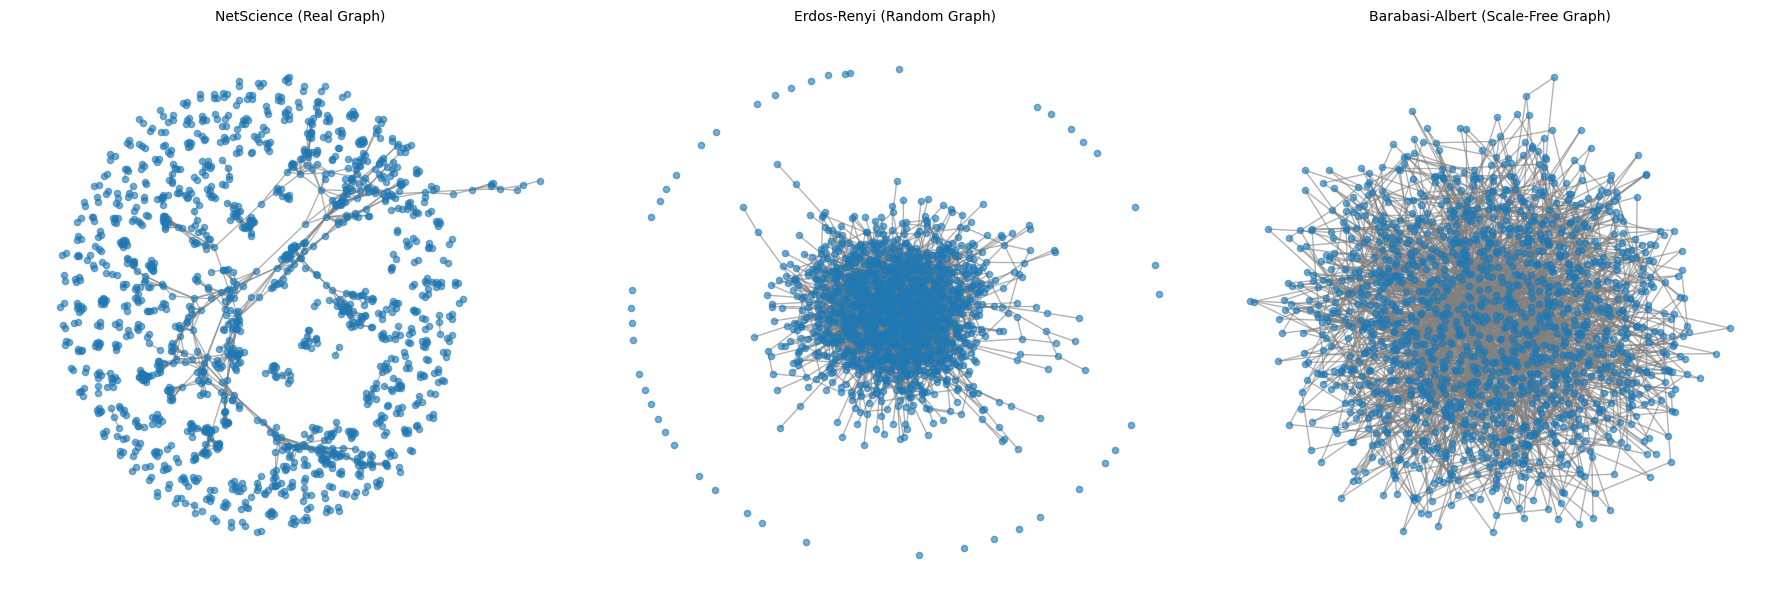 NetScience (Real Graph)
Erdos-Renyi (Random Graph)
Barabasi-Albert (Scale-Free Graph)